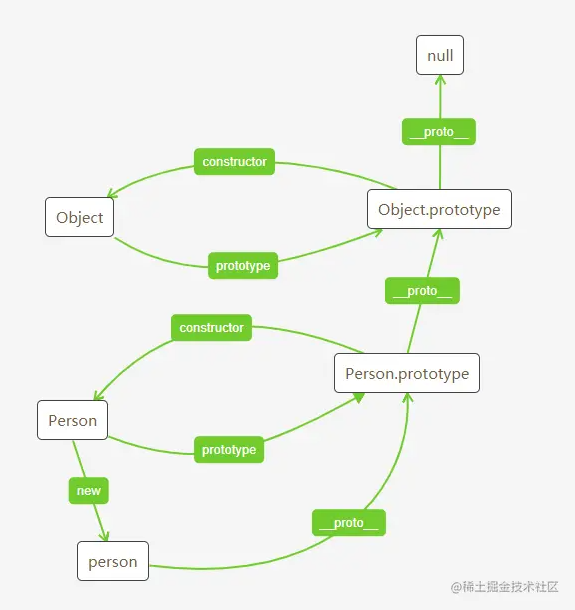 null
__proto__
constructor
Object
Object.prototype
prototype
__proto__
constructor
Person.prototype
Person
prototype
new
__proto__
person
@稀土掘金技术社区